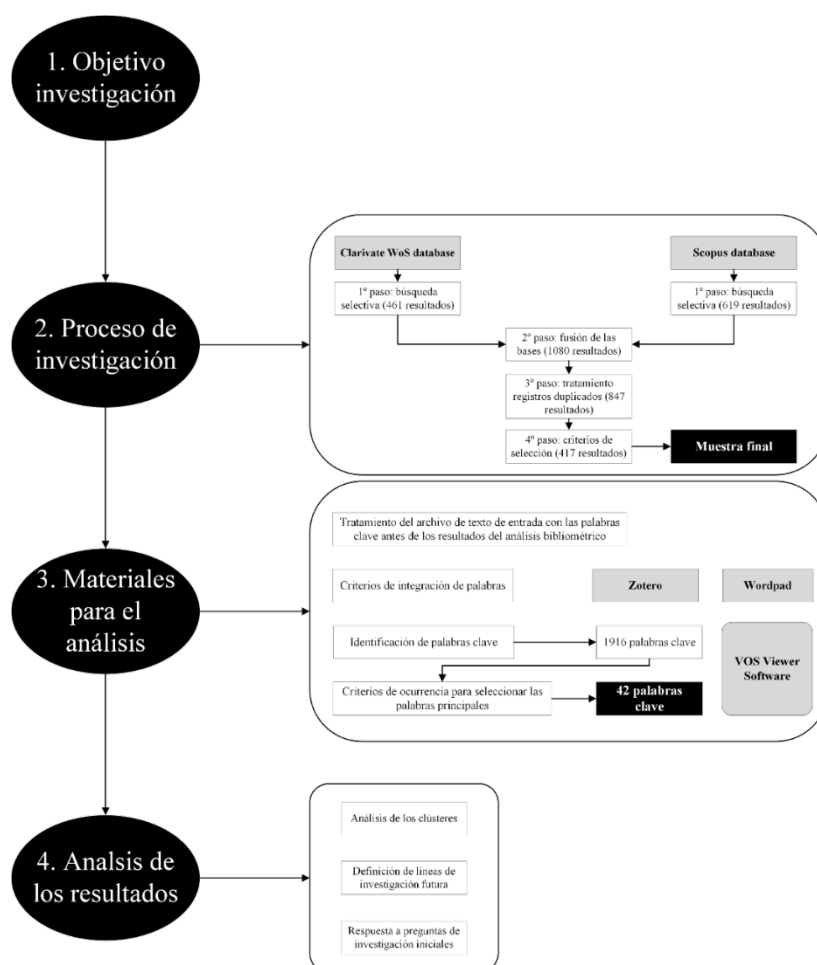 1. Objetivo
investigación
2. Proceso de
investigación
Clarivate WoS database
Scopus database
1º paso: búsqueda
selectiva (461 resultados)
1º paso: búsqueda
selectiva (619 resultados)
2º paso: fusión de las
bases (1080 resultados)
3º paso: tratamiento
registros duplicados (847
resultados)
4º paso: criterios de
selección (417 resultados)
Muestra final
3. Materiales
para el
análisis
Tratamiento del archivo de texto de entrada con las palabras
clave antes de los resultados del análisis bibliométrico
Criterios de integración de palabras
Zotero
Wordpad
Identificación de palabras clave
1916 palabras clave
VOS Viewer
Software
Criterios de ocurrencia para seleccionar las
palabras principales
42 palabras
clave
4. Analsis de
los resultados
Análisis de los clústeres
Definición de líneas de
investigación futura
Respuesta a preguntas de
investigación iniciales